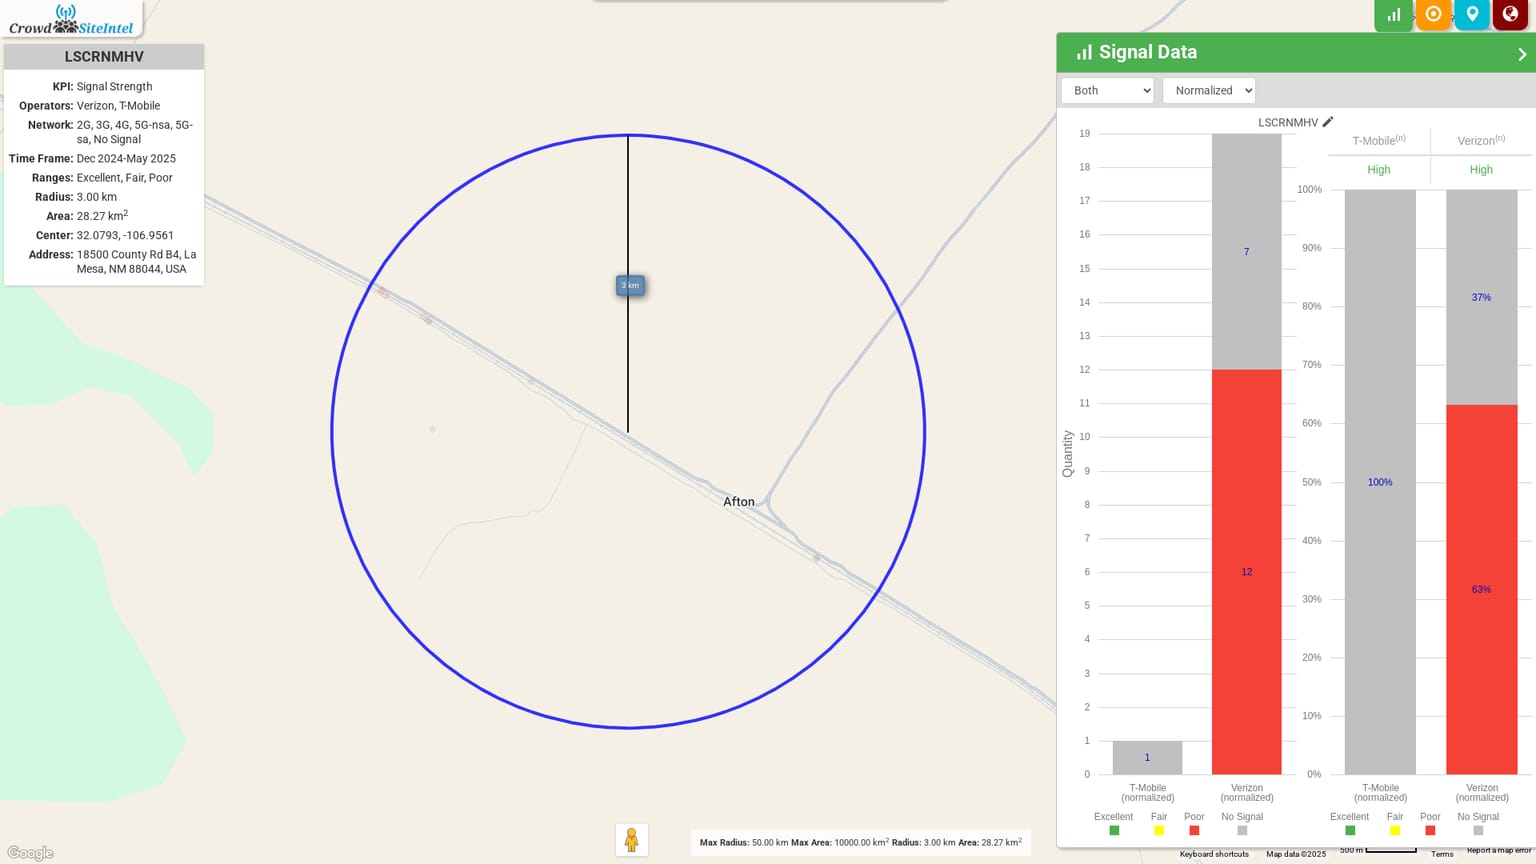 CrowdSiteIntel
LSCRNMHV
KPI: Signal Strength
Operators: Verizon, T-Mobile
Network: 2G, 3G, 4G, 5G-nsa, 5G-
sa, No Signal
Time Frame: Dec 2024-May 2025
Ranges: Excellent, Fair, Poor
Radius: 3.00 km
Area: 28.27 km2
Center: 32.0793, -106.9561
Address: 18500 County Rd B4, La
Mesa, NM 88044, USA
3 km
Afton
Google
Max Radius: 50.00 km Max Area: 10000.00 km2 Radius: 3.00 km Area: 28.27 km2
Signal Data
Both
Normalized
LSCRNMHV
Quantity
19
18
17
16
15
14
13
12
11
10
9
8
7
6
5
4
3
2
1
0
1
7
12
T-Mobile
(normalized)
Verizon
(normalized)
Excellent
Fair
Poor
No Signal
T-Mobile(n)
Verizon(n)
High
High
100%
90%
80%
70%
60%
50%
40%
30%
20%
10%
0%
100%
37%
63%
T-Mobile
(normalized)
Verizon
(normalized)
Excellent
Fair
Poor
No Signal
Keyboard shortcuts
Map data ©2025
500 m
Terms
Report a map error